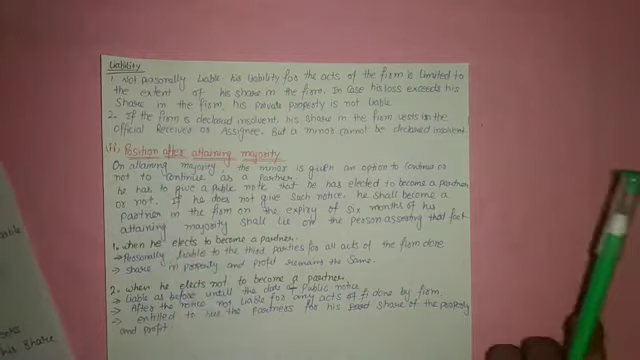 Liability
1. Not Personally Liable his liability for the acts of the firm is limited to
the extent of his share in the firm. In Case his loss exceeds his
Share in the firm, his private property is not liable.
2. If the firm is declared insolvent, his share in the firm vests in the
Official Receiver or Assignee. But a minor cannot be declared insolvent.
(ii) Position after attaining majority
On attaining majority, the minor is given an option to continue or
not to continue as a partner.
he has to give a Public notice that he has elected to become a partner
or not. If he does not give such notice, he shall become a
partner in the firm on the expiry of six months of his
attaining majority shall lie on the person asserting that fact
1. When he elects to become a partner.
→ Personally liable to the third parties for all acts of the firm done
→ Share in Property and Profit remains the Same.
2. When he elects not to become a partner.
→ liable as before until the date of Public notice
→ After the notice not liable for any acts of done by firm.
→ entitled to sue the partners for his share of the property
and Profit.
his share